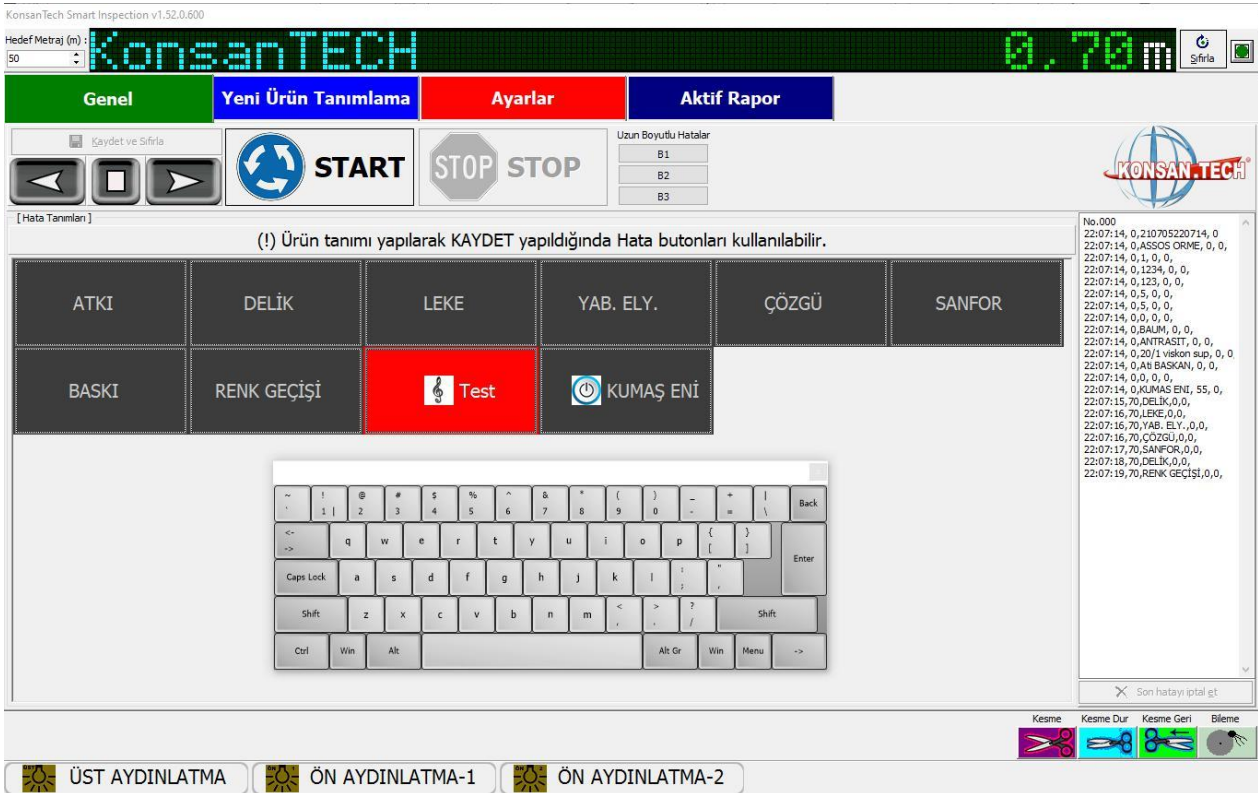 KonsanTech Smart Inspection v1.52.0.600
Hedef Metraj (m) :
50
KonsanTECH
0.70m
Sıfırla
Genel
Yeni Ürün Tanımlama
Ayarlar
Aktif Rapor
Kaydet ve Sıfırla
START
STOP STOP
Uzun Boyutlu Hatalar
B1
B2
B3
KONSAN.TECH
[ Hata Tanımları ]
(!) Ürün tanımı yapılarak KAYDET yapıldığında Hata butonları kullanılabilir.
ATKI
DELİK
LEKE
YAB. ELY.
ÇÖZGÜ
SANFOR
BASKI
RENK GEÇİŞİ
Test
KUMAŞ ENİ
~ ! @ # $ % ^ & * ( ) _ + |
' 1 | 2 3 4 5 6 7 8 9 0 - = \ Back
<-
-> q w e r t y u i o p { [ } ] Enter
Caps Lock a s d f g h j k l : ; " ,
Shift z x c v b n m < , > . ? / Shift
Ctrl Win Alt Alt Gr Win Menu ->
No.000
22:07:14, 0,210705220714, 0
22:07:14, 0,ASSOS ORME, 0, 0,
22:07:14, 0,1, 0, 0,
22:07:14, 0,1234, 0, 0,
22:07:14, 0,123, 0, 0,
22:07:14, 0,5, 0, 0,
22:07:14, 0,5, 0, 0,
22:07:14, 0,0, 0, 0,
22:07:14, 0,BAUM, 0, 0,
22:07:14, 0,ANTRASIT, 0, 0,
22:07:14, 0,20/1 viskon sup, 0, 0
22:07:14, 0,Ati BASKAN, 0, 0,
22:07:14, 0,0, 0, 0,
22:07:14, 0,KUMAS ENI, 55, 0,
22:07:15,70,DELİK,0,0,
22:07:16,70,LEKE,0,0,
22:07:16,70,YAB. ELY.,0,0,
22:07:16,70,ÇÖZGÜ,0,0,
22:07:17,70,SANFOR,0,0,
22:07:18,70,DELİK,0,0,
22:07:19,70,RENK GEÇİŞİ,0,0,
Son hatayı iptal et
Kesme
Kesme Dur
Kesme Geri
Bileme
ÜST AYDINLATMA
ÖN AYDINLATMA-1
ÖN AYDINLATMA-2